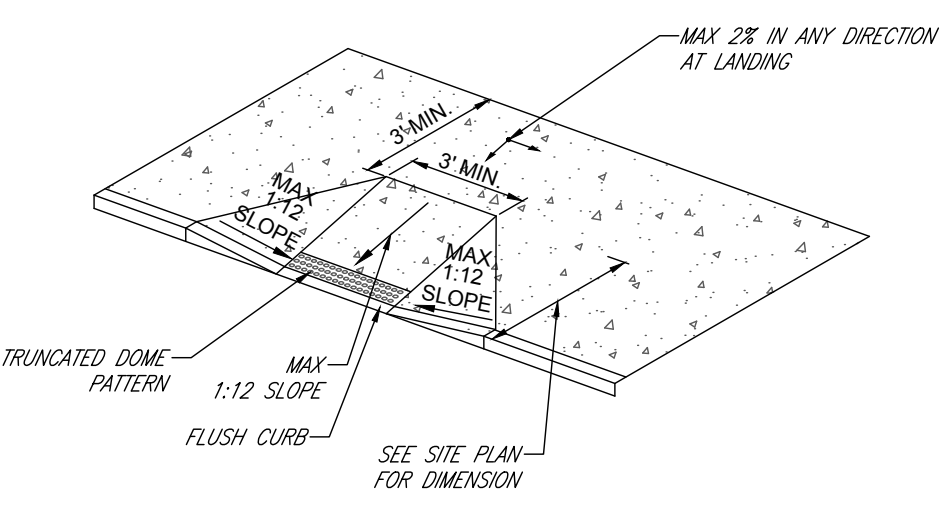 MAX 2% IN ANY DIRECTION
AT LANDING
3' MIN.
3' MIN.
MAX
1:12
SLOPE
MAX
1:12
SLOPE
TRUNCATED DOME
PATTERN
MAX
1:12 SLOPE
FLUSH CURB
SEE SITE PLAN
FOR DIMENSION